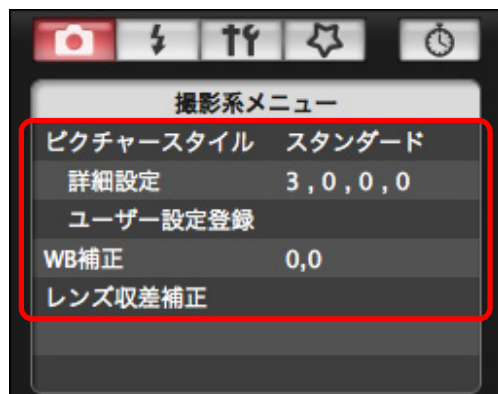 撮影系メニュー
ピクチャースタイル スタンダード
詳細設定 3 , 0 , 0 , 0
ユーザー設定登録
WB補正 0,0
レンズ収差補正